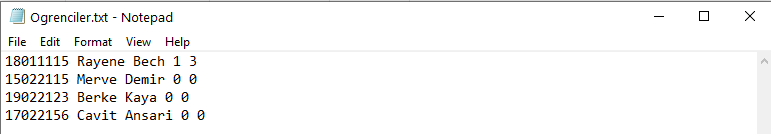 Ogrenciler.txt - Notepad
File Edit Format View Help
18011115 Rayene Bech 1 3
15022115 Merve Demir 0 0
19022123 Berke Kaya 0 0
17022156 Cavit Ansari 0 0